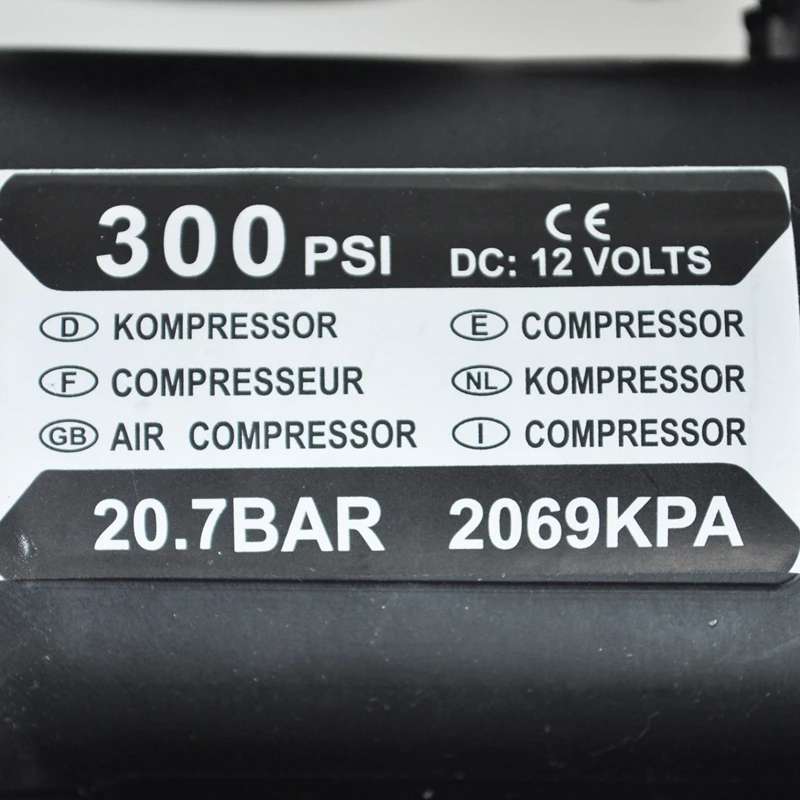 300 PSI CE DC: 12 VOLTS
D KOMPRESSOR E COMPRESSOR
F COMPRESSEUR NL KOMPRESSOR
GB AIR COMPRESSOR I COMPRESSOR
20.7BAR 2069KPA